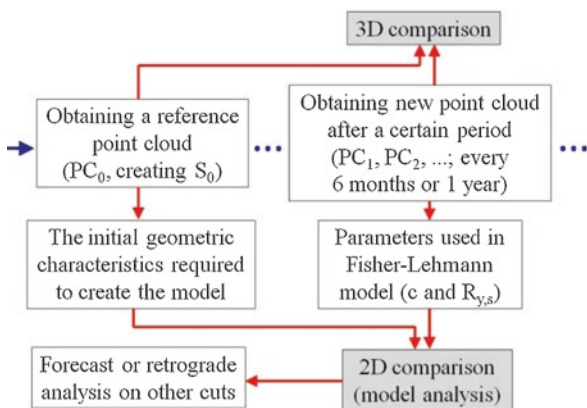 3D comparison
Obtaining a reference
point cloud
(PC₀, creating S₀)
Obtaining new point cloud
after a certain period
(PC₁, PC₂, ...; every
6 months or 1 year)
The initial geometric
characteristics required
to create the model
Parameters used in
Fisher-Lehmann
model (c and Rᵧ,ₛ)
Forecast or retrograde
analysis on other cuts
2D comparison
(model analysis)